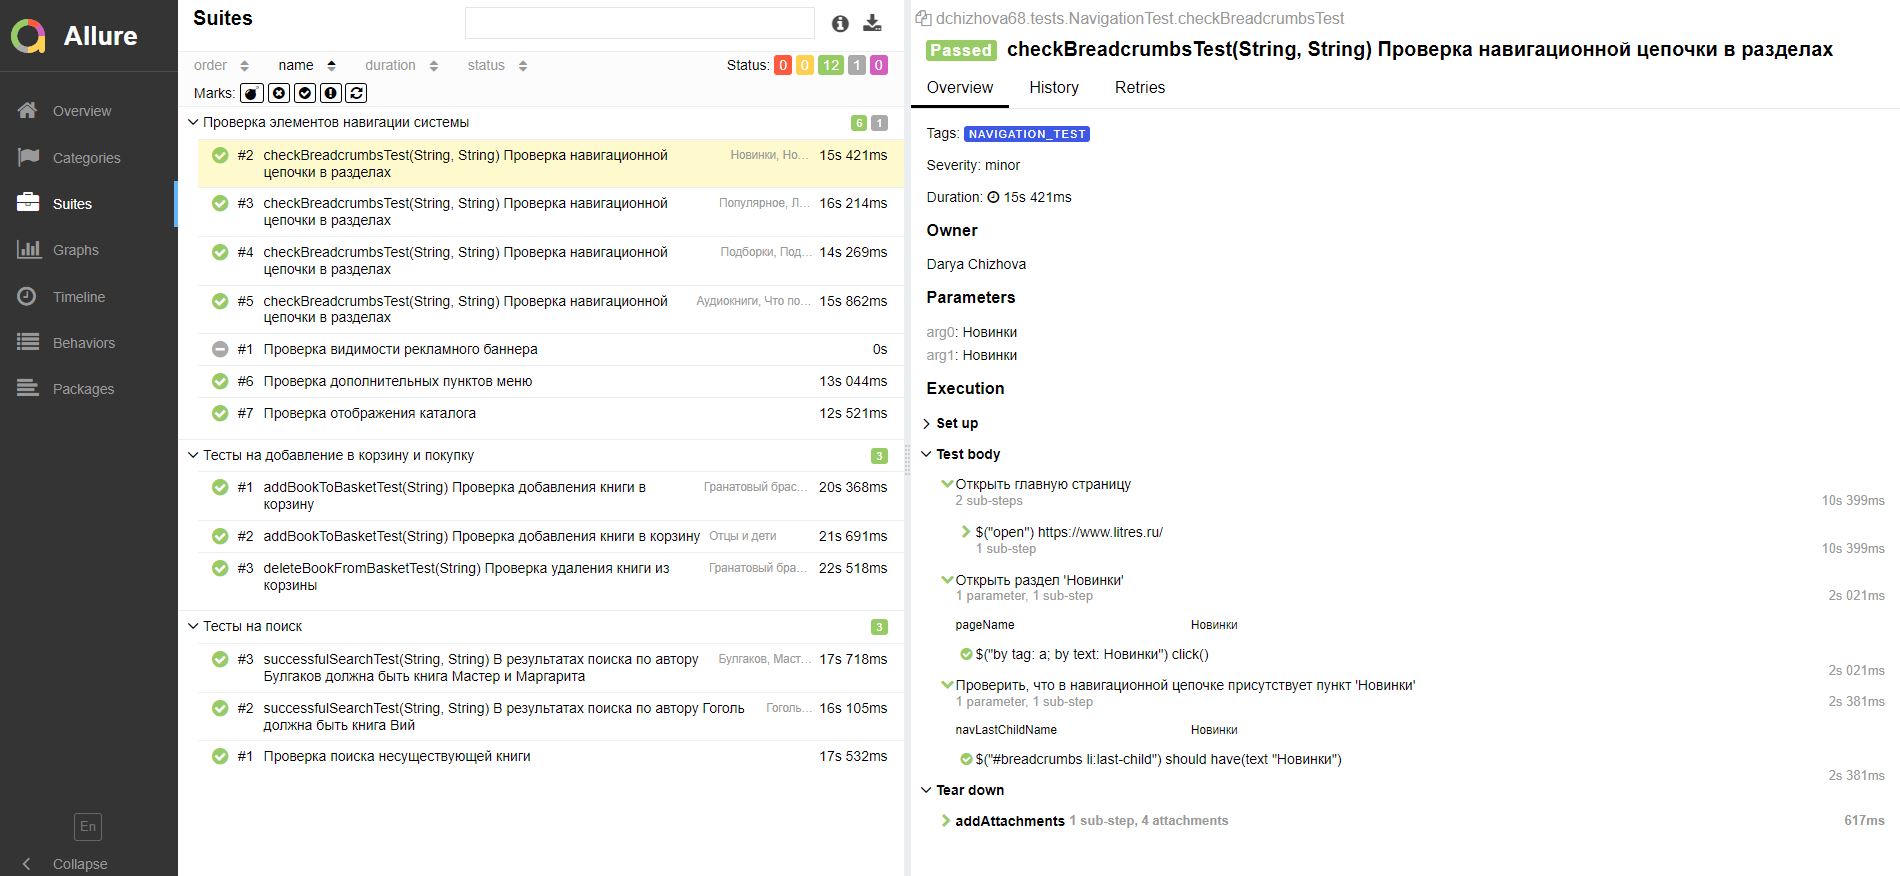 Allure
Overview
Categories
Suites
Graphs
Timeline
Behaviors
Packages
En
Collapse
Suites
order name duration status Status: 0 0 12 1 0
Marks:
Проверка элементов навигации системы 6 1
#2 checkBreadcrumbsTest(String, String) Проверка навигационной Новинки, Но... 15s 421ms
цепочки в разделах
#3 checkBreadcrumbsTest(String, String) Проверка навигационной Популярное, Л... 16s 214ms
цепочки в разделах
#4 checkBreadcrumbsTest(String, String) Проверка навигационной Подборки, Под... 14s 269ms
цепочки в разделах
#5 checkBreadcrumbsTest(String, String) Проверка навигационной Аудиокниги, Что по... 15s 862ms
цепочки в разделах
#1 Проверка видимости рекламного баннера 0s
#6 Проверка дополнительных пунктов меню 13s 044ms
#7 Проверка отображения каталога 12s 521ms
Тесты на добавление в корзину и покупку 3
#1 addBookToBasketTest(String) Проверка добавления книги в Гранатовый брас... 20s 368ms
корзину
#2 addBookToBasketTest(String) Проверка добавления книги в корзину Отцы и дети 21s 691ms
#3 deleteBookFromBasketTest(String) Проверка удаления книги из Гранатовый бра... 22s 518ms
корзины
Тесты на поиск 3
#3 successfulSearchTest(String, String) В результатах поиска по автору Булгаков, Маст... 17s 718ms
Булгаков должна быть книга Мастер и Маргарита
#2 successfulSearchTest(String, String) В результатах поиска по автору Гоголь Гоголь... 16s 105ms
должна быть книга Вий
#1 Проверка поиска несуществующей книги 17s 532ms
dchizhova68.tests.NavigationTest.checkBreadcrumbsTest
Passed checkBreadcrumbsTest(String, String) Проверка навигационной цепочки в разделах
Overview History Retries
Tags: NAVIGATION_TEST
Severity: minor
Duration: 15s 421ms
Owner
Darya Chizhova
Parameters
arg0: Новинки
arg1: Новинки
Execution
Set up
Test body
Открыть главную страницу
2 sub-steps 10s 399ms
$("open") https://www.litres.ru/
1 sub-step 10s 399ms
Открыть раздел 'Новинки'
1 parameter, 1 sub-step 2s 021ms
pageName Новинки
$("by tag: a; by text: Новинки") click()
2s 021ms
Проверить, что в навигационной цепочке присутствует пункт 'Новинки'
1 parameter, 1 sub-step 2s 381ms
navLastChildName Новинки
$("#breadcrumbs li:last-child") should have(text "Новинки")
2s 381ms
Tear down
addAttachments 1 sub-step, 4 attachments 617ms